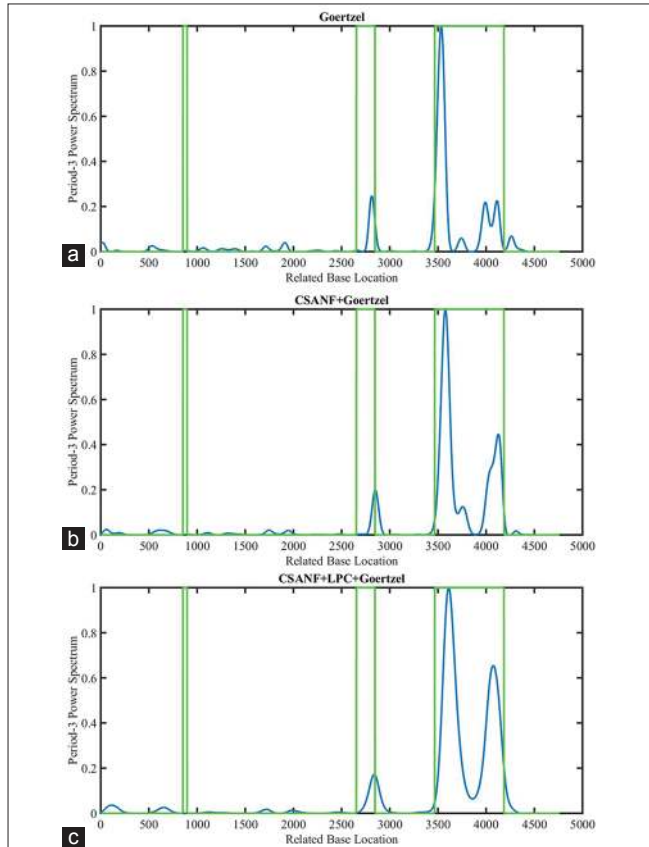 Goertzel
1
0.8
0.6
0.4
0.2
0
Period-3 Power Spectrum
0 500 1000 1500 2000 2500 3000 3500 4000 4500 5000
Related Base Location
a
CSANF+Goertzel
1
0.8
0.6
0.4
0.2
0
Period-3 Power Spectrum
0 500 1000 1500 2000 2500 3000 3500 4000 4500 5000
Related Base Location
b
CSANF+LPC+Goertzel
1
0.8
0.6
0.4
0.2
0
Period-3 Power Spectrum
0 500 1000 1500 2000 2500 3000 3500 4000 4500 5000
Related Base Location
c